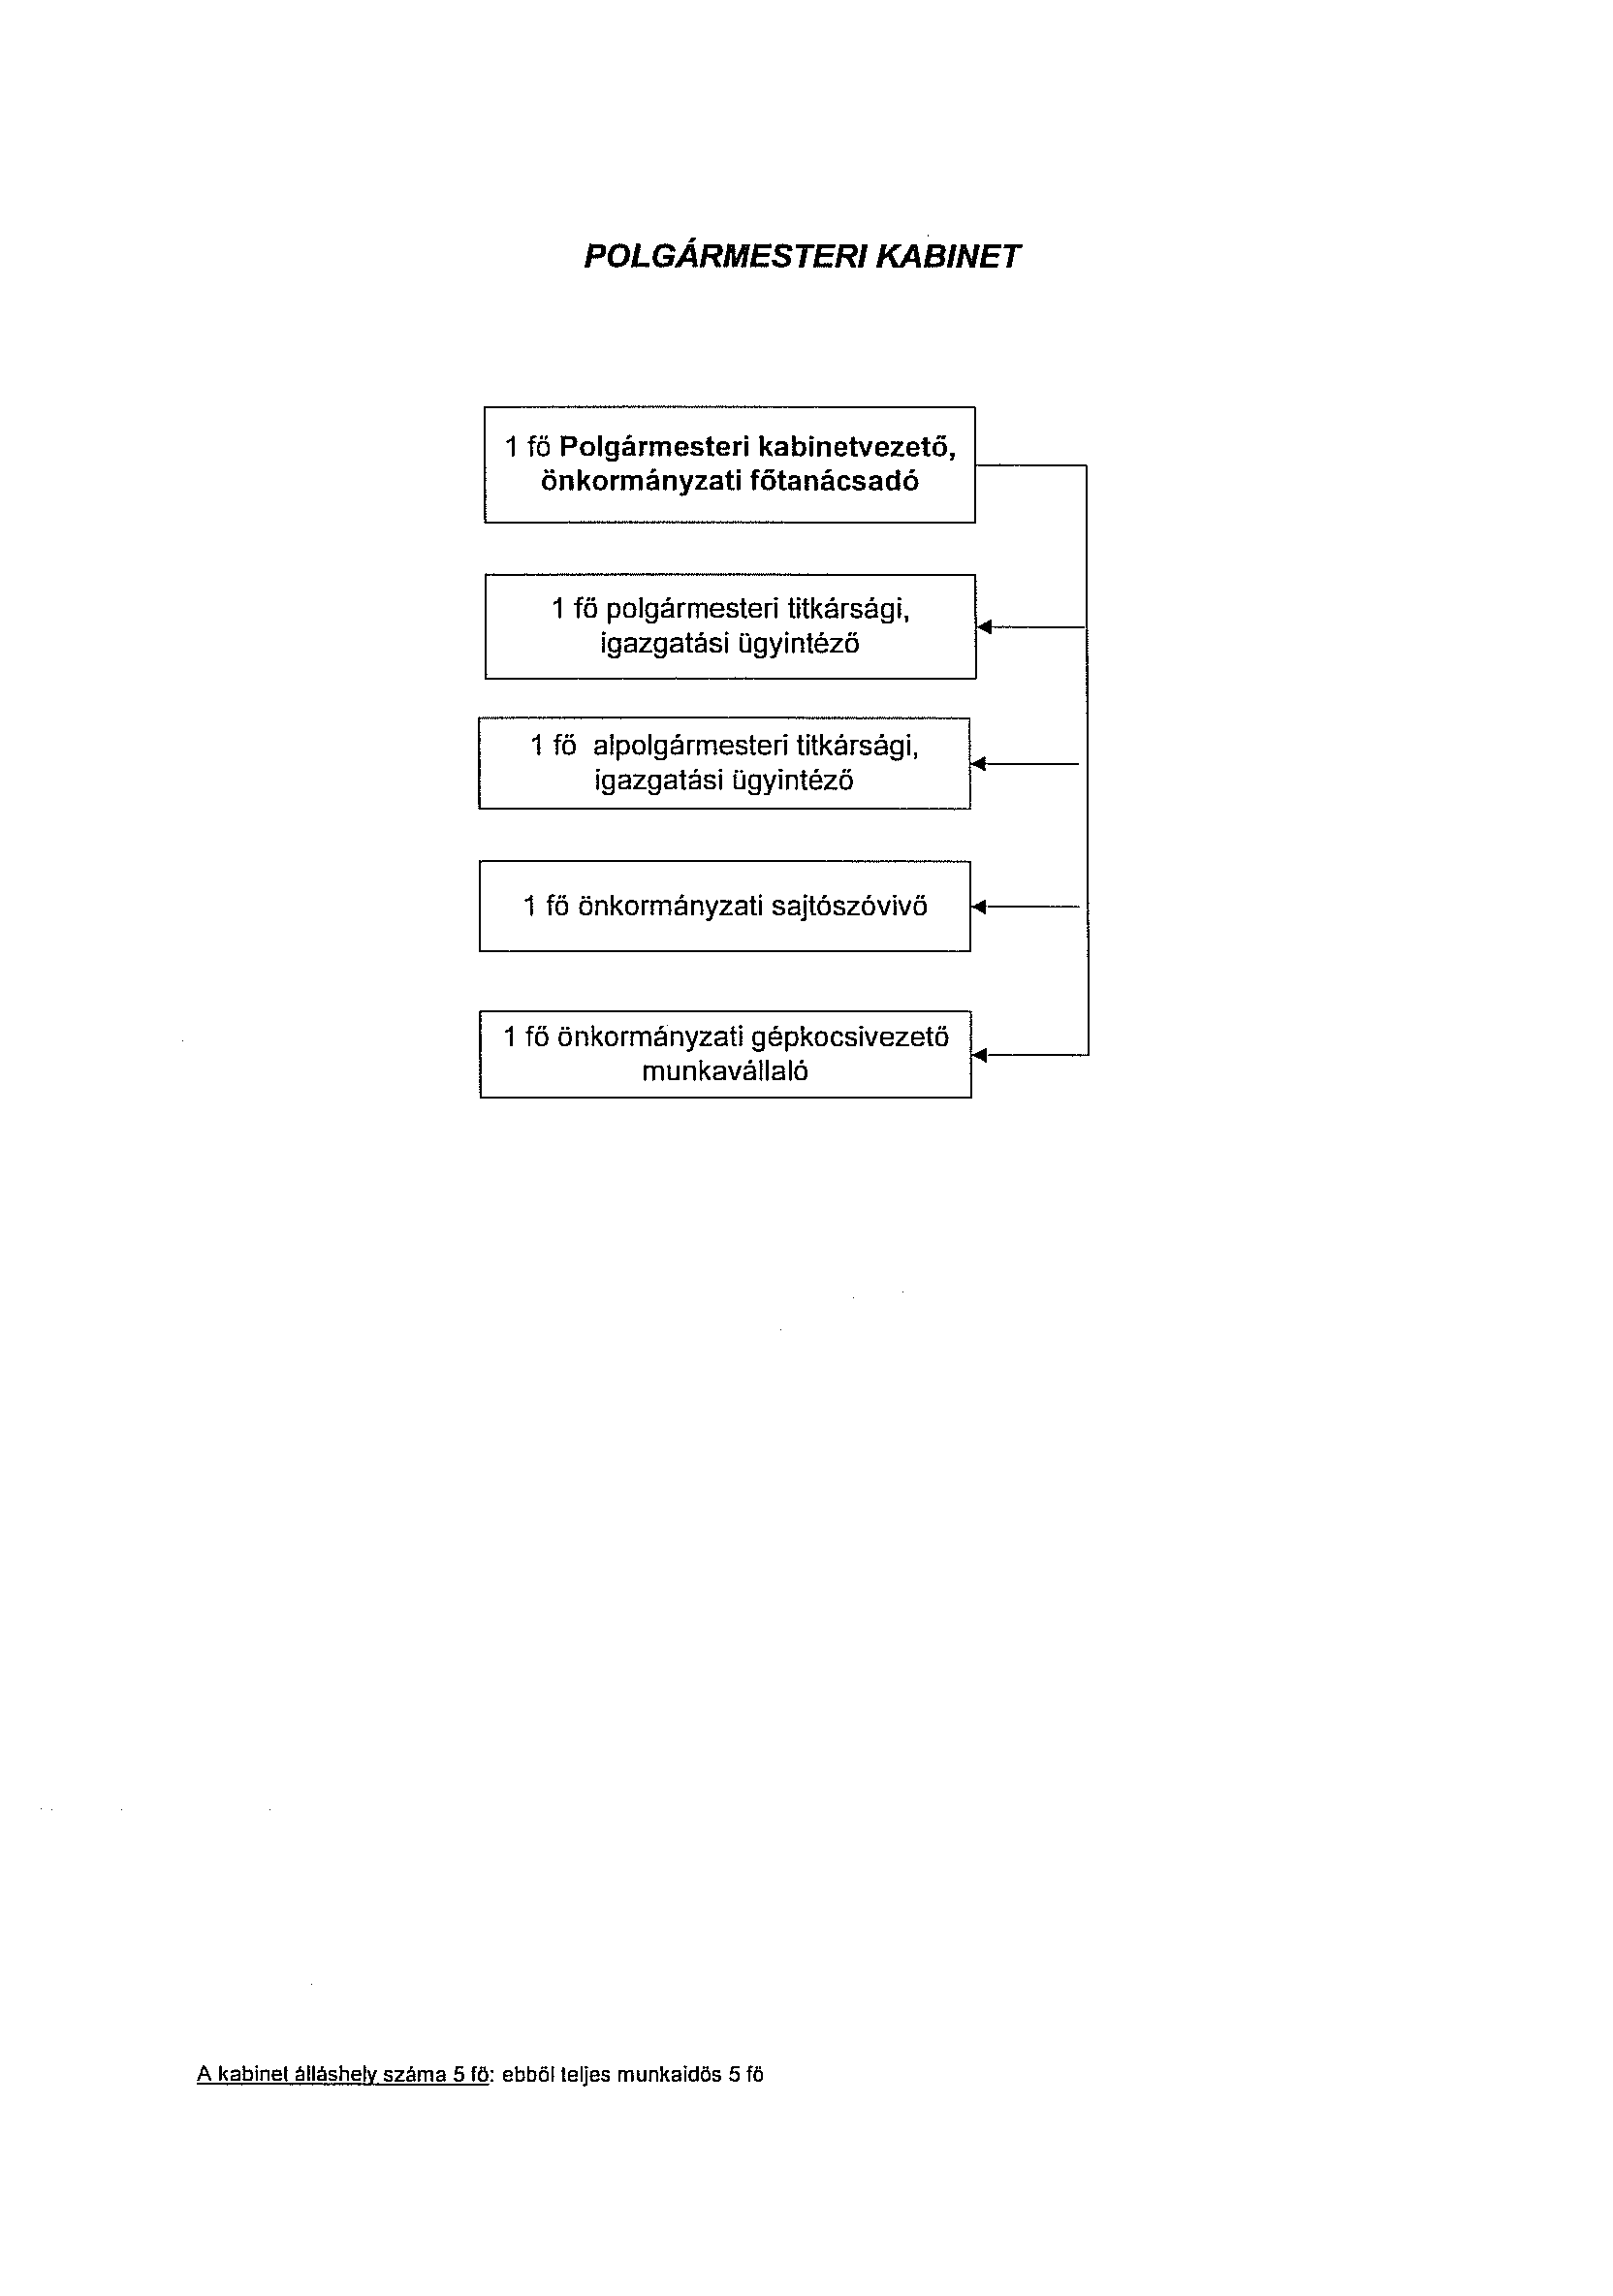 POLGÁRMESTERI KABINET
1 fő Polgármesteri kabinetvezető,
önkormányzati főtanácsadó
1 fő polgármesteri titkársági,
igazgatási ügyintéző
1 fő alpolgármesteri titkársági,
igazgatási ügyintéző
1 fő önkormányzati sajtószóvivő
1 fő önkormányzati gépkocsivezető
munkavállaló
A kabinet álláshely száma 5 fő: ebből teljes munkaidős 5 fő